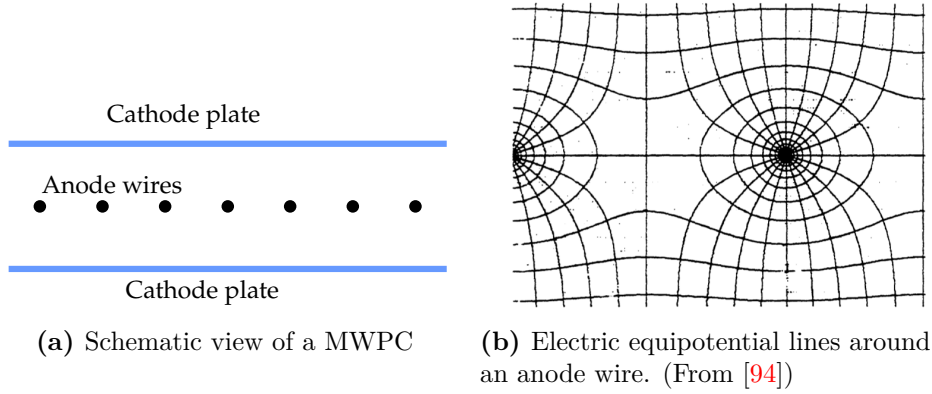 Cathode plate
Anode wires
Cathode plate
(a) Schematic view of a MWPC
(b) Electric equipotential lines around
an anode wire. (From [94])